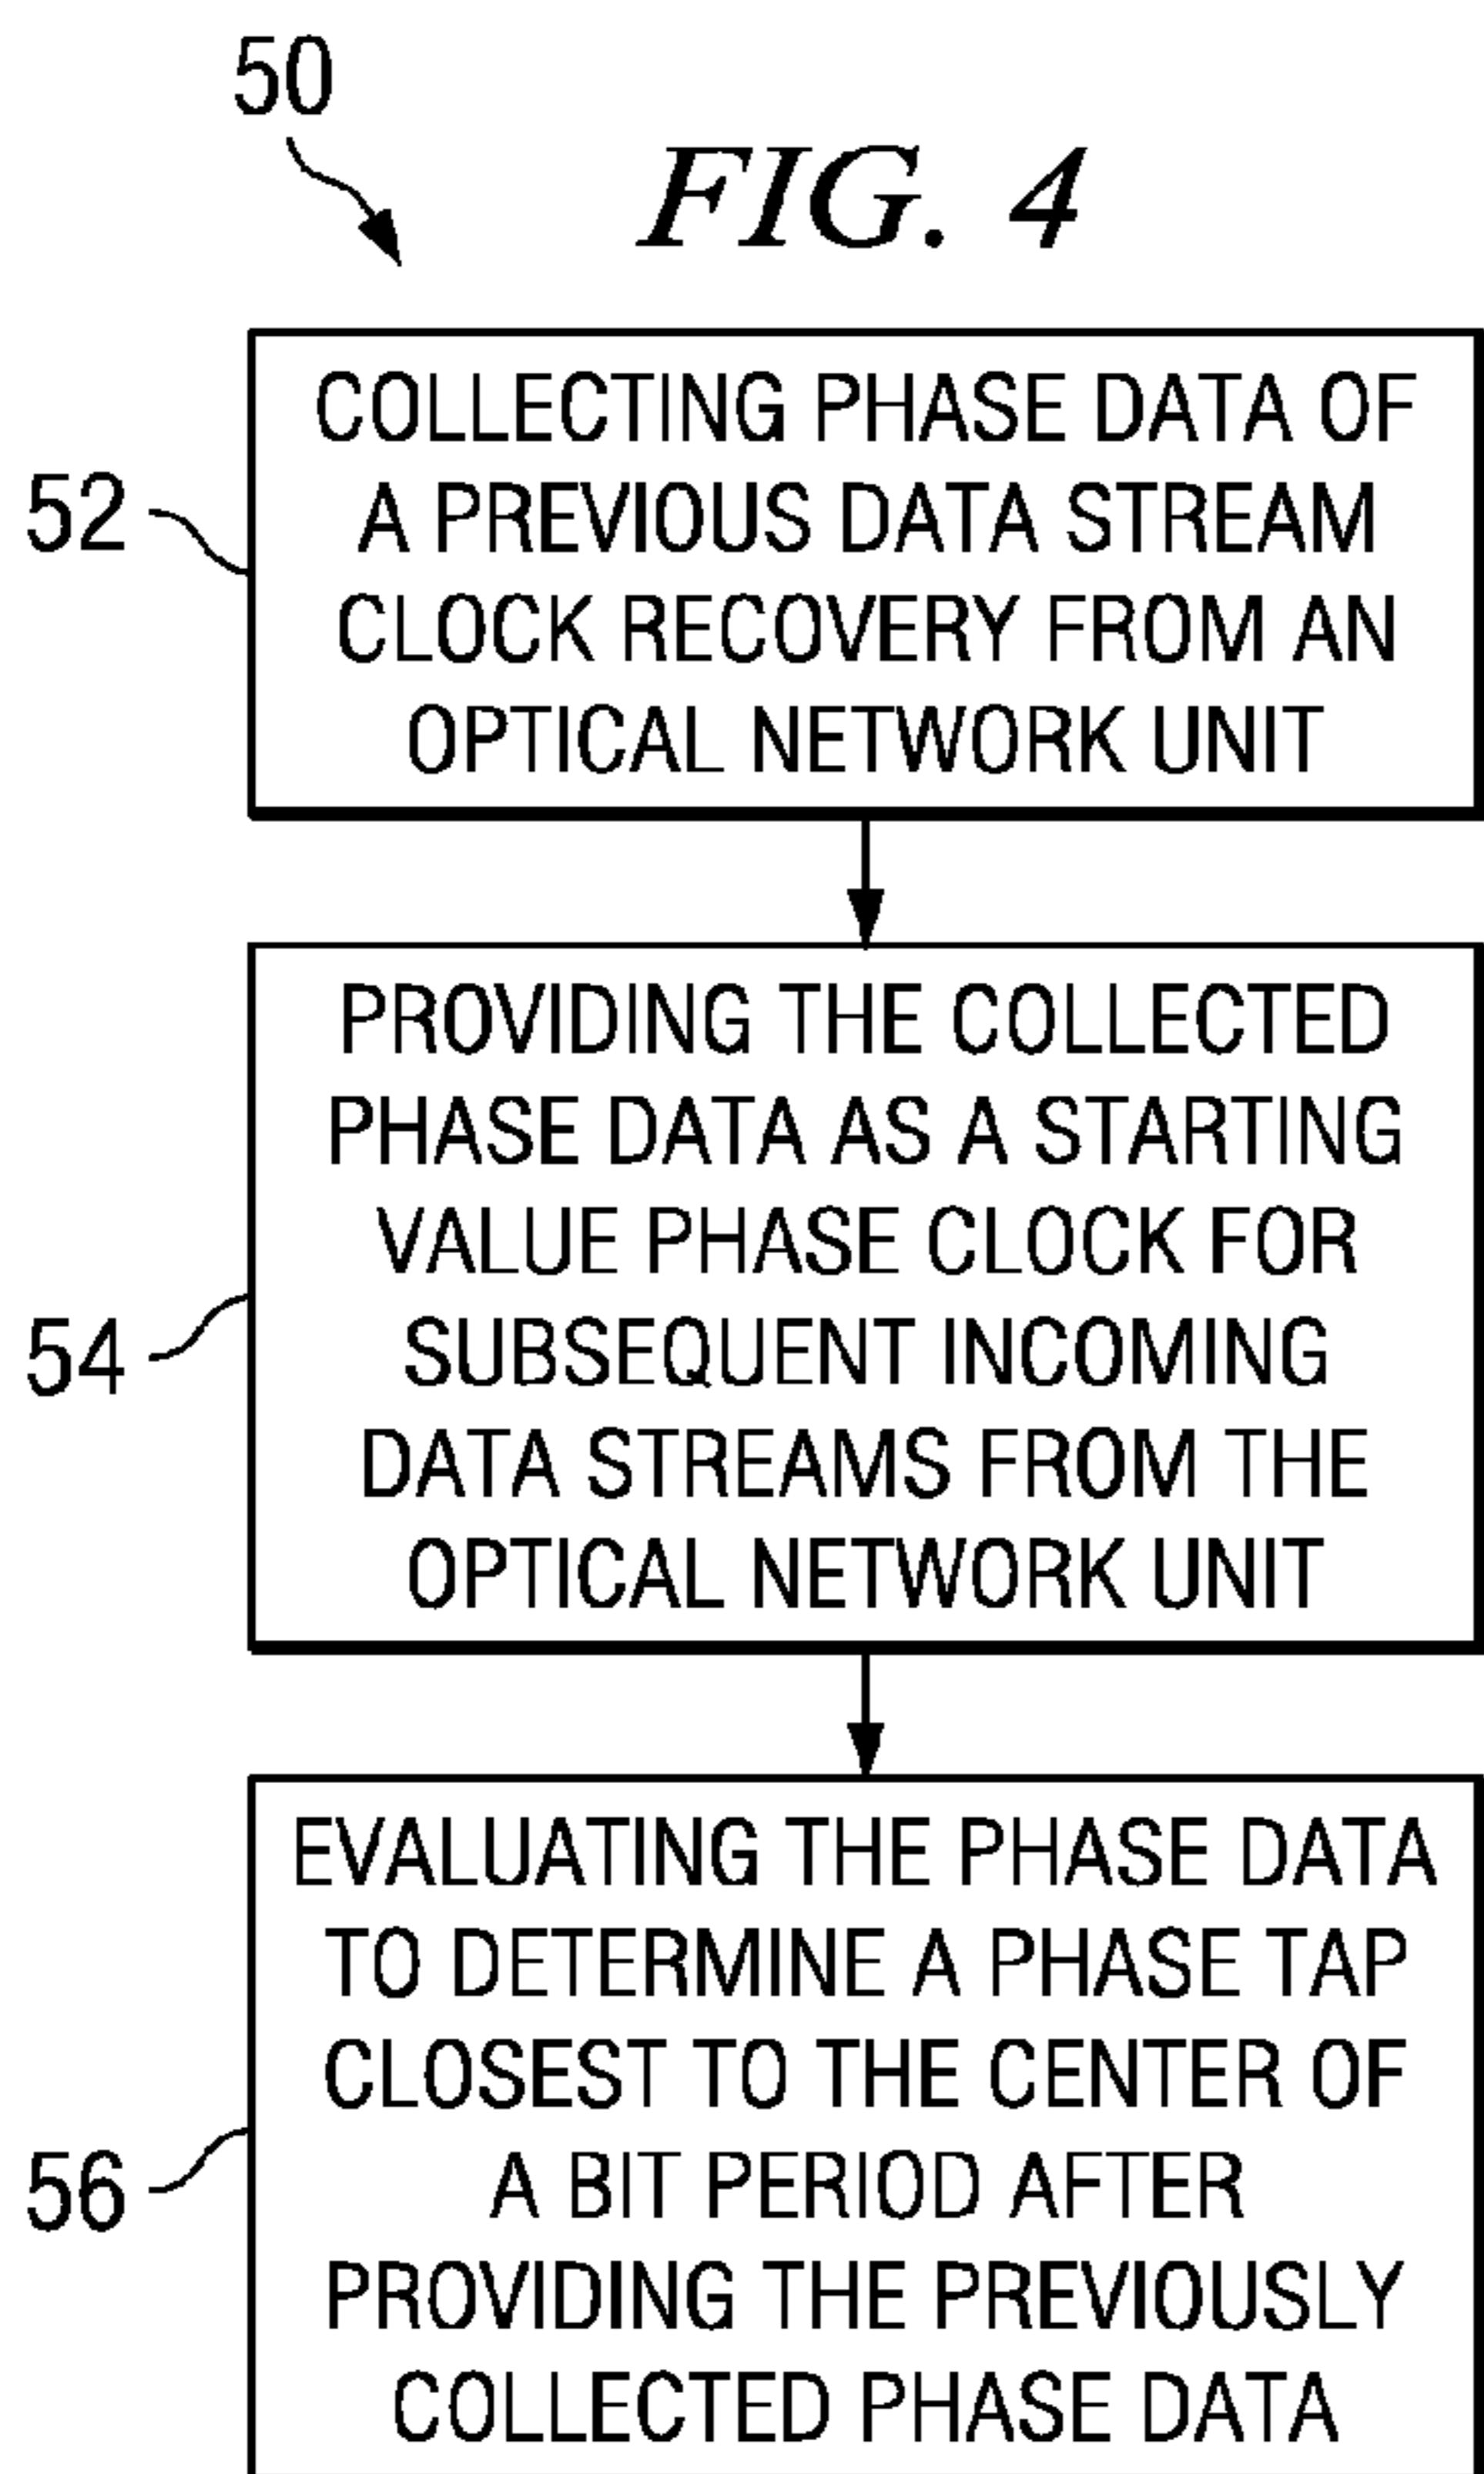 50
FIG. 4
COLLECTING PHASE DATA OF
A PREVIOUS DATA STREAM
CLOCK RECOVERY FROM AN
OPTICAL NETWORK UNIT
52
PROVIDING THE COLLECTED
PHASE DATA AS A STARTING
VALUE PHASE CLOCK FOR
SUBSEQUENT INCOMING
DATA STREAMS FROM THE
OPTICAL NETWORK UNIT
54
EVALUATING THE PHASE DATA
TO DETERMINE A PHASE TAP
CLOSEST TO THE CENTER OF
A BIT PERIOD AFTER
PROVIDING THE PREVIOUSLY
COLLECTED PHASE DATA
56